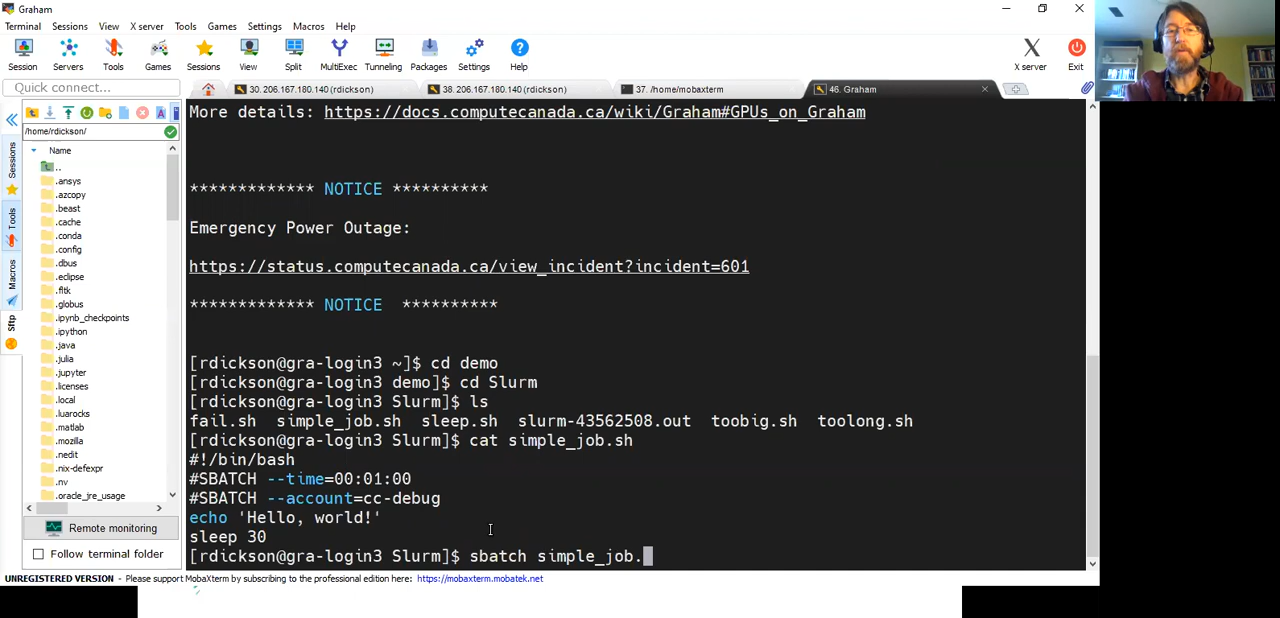 Graham
Terminal Sessions View X server Tools Games Settings Macros Help
Session Servers Tools Games Sessions View Split MultiExec Tunneling Packages Settings Help X server Exit
Quick connect...
30. 206.167.180.140 (rdickson) 38. 206.167.180.140 (rdickson) 37. /home/mobaxterm 46. Graham
/home/rdickson/
Name
..
.ansys
.azcopy
.beast
.cache
.conda
.config
.dbus
.eclipse
.fltk
.globus
.ipynb_checkpoints
.ipython
.java
.julia
.jupyter
.licenses
.local
.luarocks
.matlab
.mozilla
.nedit
.nix-defexpr
.nv
.oracle_jre_usage
Sessions
Tools
Macros
Sftp
Remote monitoring
Follow terminal folder
More details: https://docs.computecanada.ca/wiki/Graham#GPUs_on_Graham
************* NOTICE **********
Emergency Power Outage:
https://status.computecanada.ca/view_incident?incident=601
************* NOTICE  **********
[rdickson@gra-login3 ~]$ cd demo
[rdickson@gra-login3 demo]$ cd Slurm
[rdickson@gra-login3 Slurm]$ ls
fail.sh  simple_job.sh  sleep.sh  slurm-43562508.out  toobig.sh  toolong.sh
[rdickson@gra-login3 Slurm]$ cat simple_job.sh
#!/bin/bash
#SBATCH --time=00:01:00
#SBATCH --account=cc-debug
echo 'Hello, world!'
sleep 30
[rdickson@gra-login3 Slurm]$ sbatch simple_job.
UNREGISTERED VERSION - Please support MobaXterm by subscribing to the professional edition here: https://mobaxterm.mobatek.net